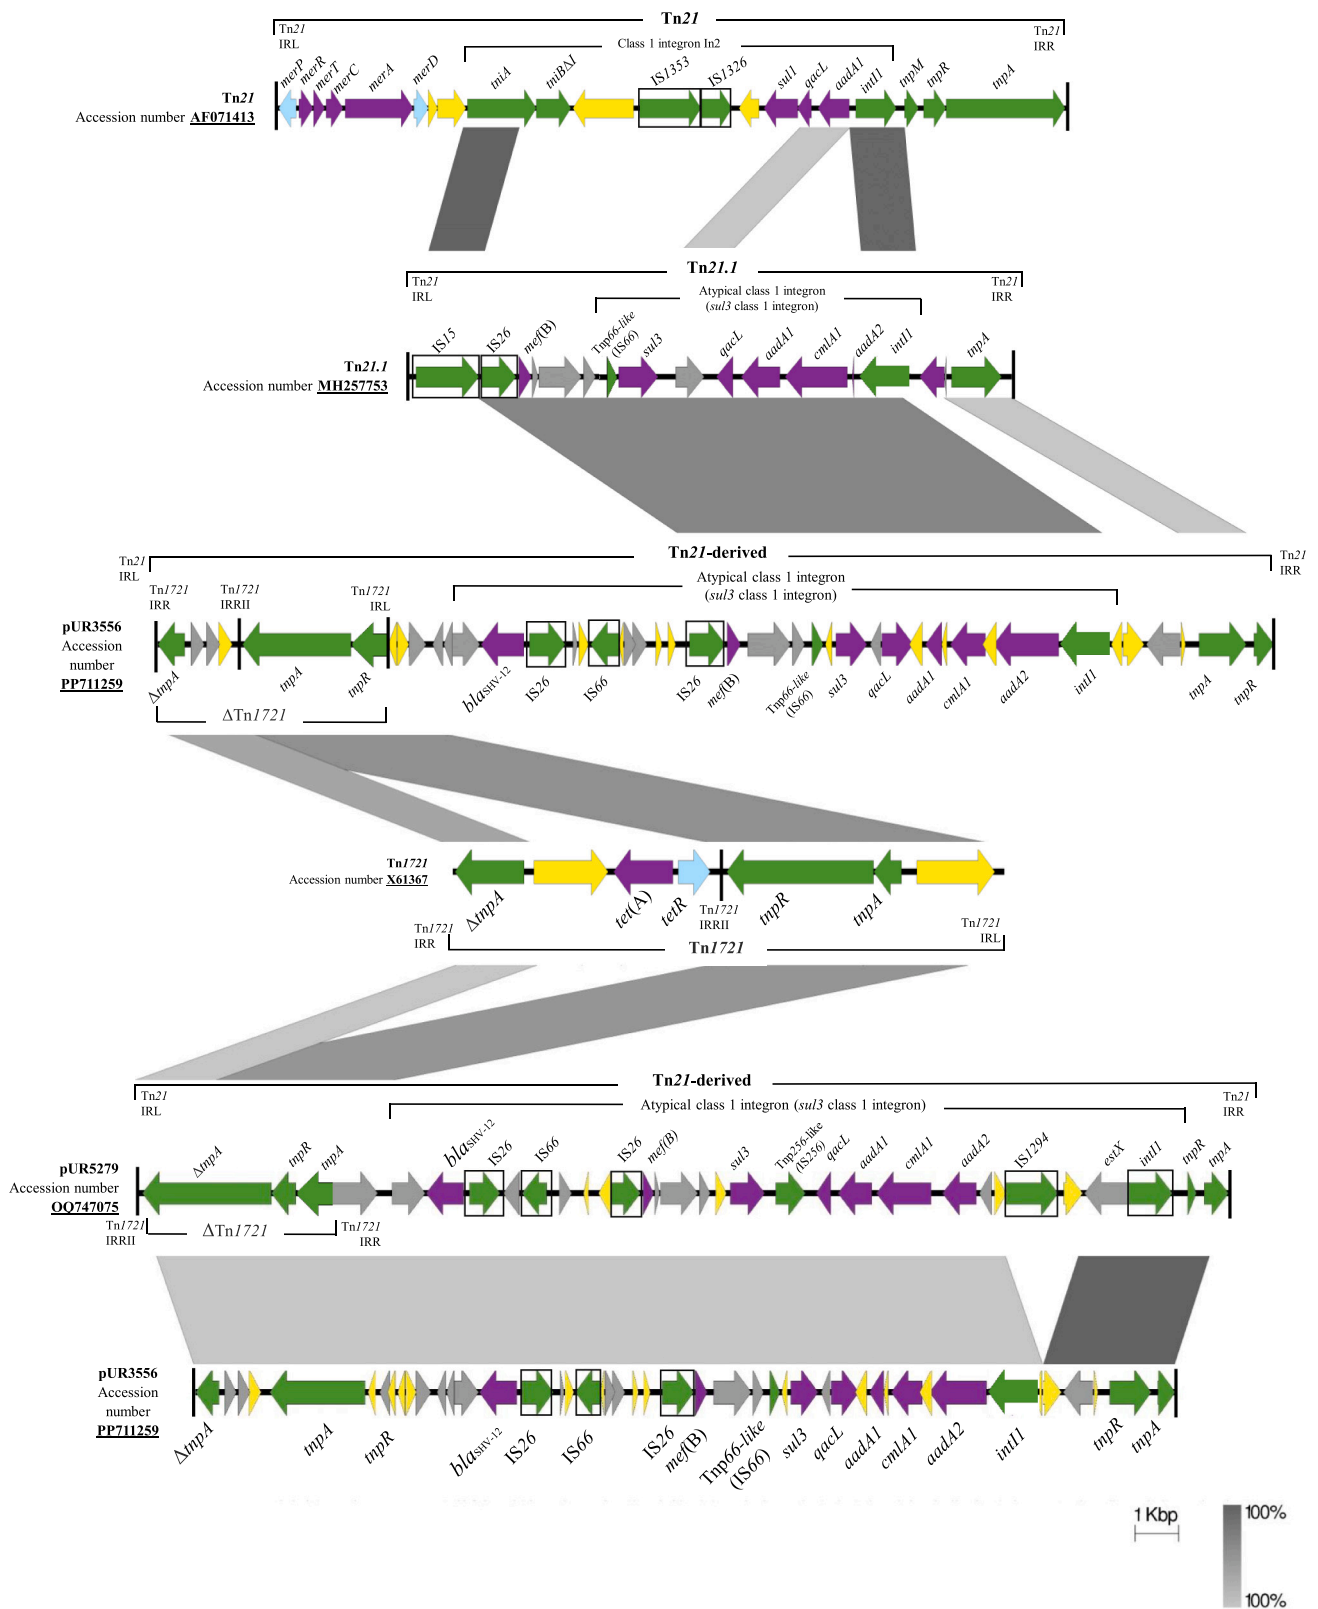 Tn21
Tn21
IRL
Tn21
IRR
Class 1 integron In2
merP merR merT merC merA merD tniA tniBΔ1 IS1353 IS1326 sul1 qacL aadA1 intI1 tnpM tnpR tnpA
Tn21
Accession number AF071413
Tn21.1
Tn21
IRL
Tn21
IRR
Atypical class 1 integron
(sul3 class 1 integron)
IS15 IS26 mef(B) Tnp66-like
(IS66) sul3 qacL aadA1 cmlA1 aadA2 intI1 tnpA
Tn21.1
Accession number MH257753
Tn21-derived
Tn21
IRL
Tn21
IRR
Atypical class 1 integron
(sul3 class 1 integron)
Tn1721
IRR
Tn1721
IRRII
Tn1721
IRL
pUR3556
Accession
number
PP711259
ΔtnpA tnpA tnpR blaSHV-12 IS26 IS66 IS26 mef(B) Tnp66-like
(IS66) sul3 qacL aadA1 cmlA1 aadA2 intI1 tnpA tnpR
ΔTn1721
Tn1721
Accession number X61367
ΔtnpA tet(A) tetR Tn1721
IRRII tnpR tnpA
Tn1721
IRR
Tn1721
IRL
Tn1721
Tn21-derived
Tn21
IRL
Tn21
IRR
Atypical class 1 integron (sul3 class 1 integron)
ΔtnpA tnpR tnpA blaSHV-12 IS26 IS66 IS26 mef(B) sul3 Tnp256-like
(IS256) qacL aadA1 cmlA1 aadA2 IS1294 estX intI1 tnpR tnpA
pUR5279
Accession number
OQ747075
Tn1721
IRRII
ΔTn1721
Tn1721
IRR
pUR3556
Accession
number
PP711259
ΔtnpA tnpA tnpR blaSHV-12 IS26 IS66 IS26 mef(B) Tnp66-like
(IS66) sul3 qacL aadA1 cmlA1 aadA2 intI1 tnpR tnpA
1 Kbp
100%
100%